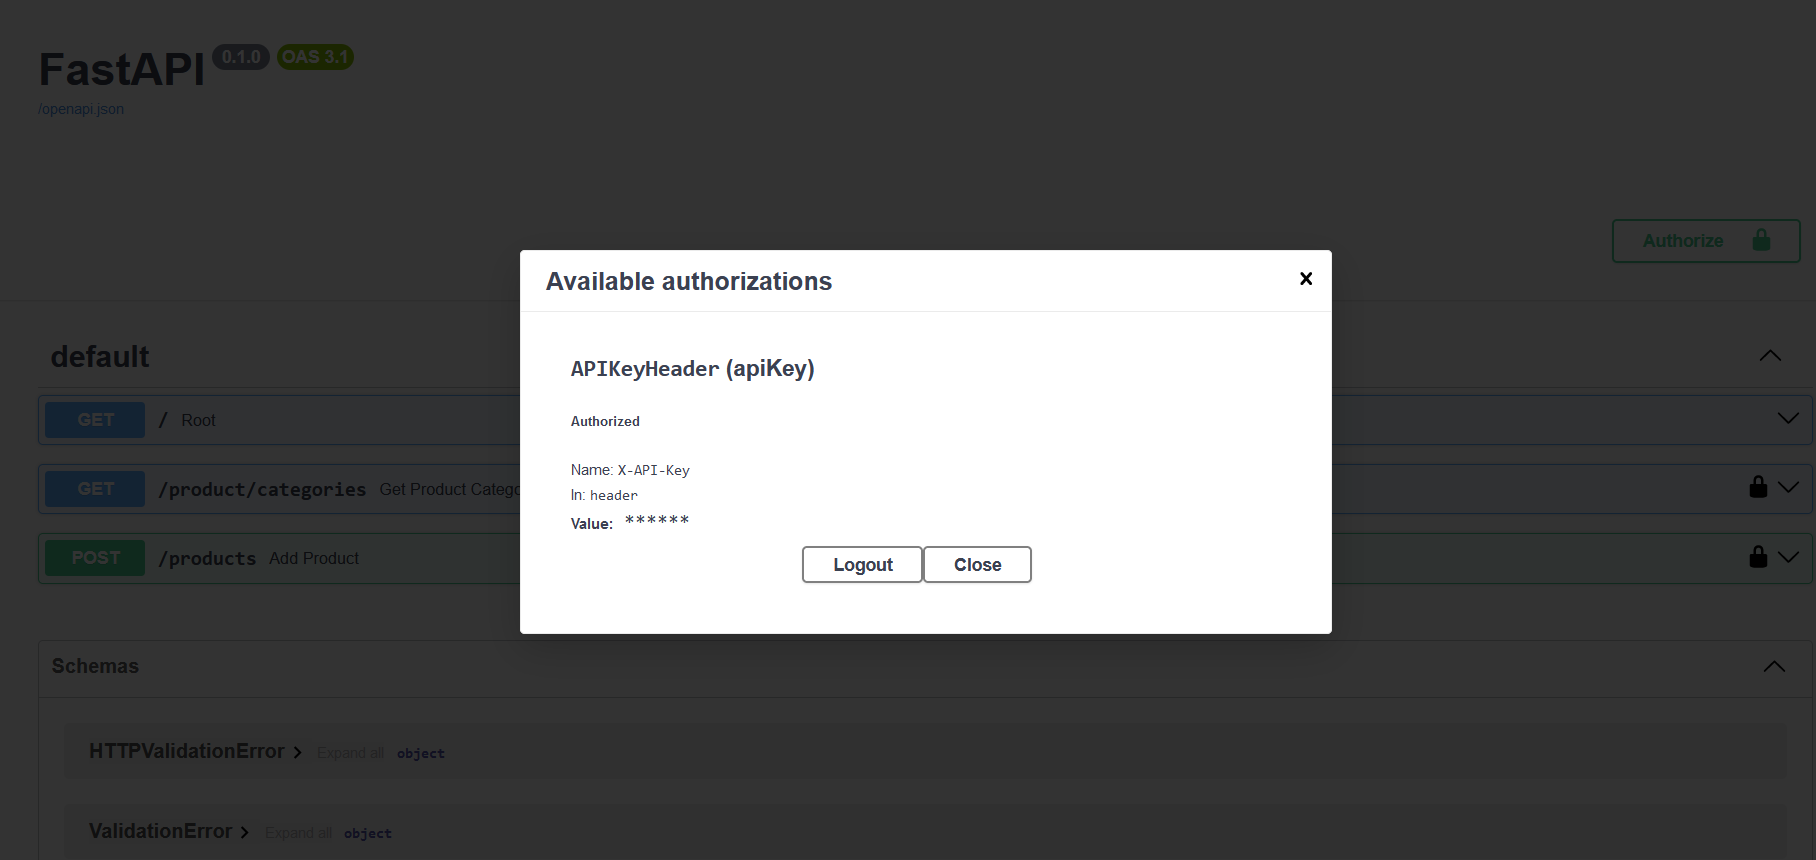 FastAPI 0.1.0 OAS 3.1
/openapi.json
Authorize
Available authorizations
APIKeyHeader (apiKey)
Authorized
Name: X-API-Key
In: header
Value: ******
Logout Close
default
GET / Root
GET /product/categories Get Product Catego
POST /products Add Product
Schemas
HTTPValidationError Expand all object
ValidationError Expand all object